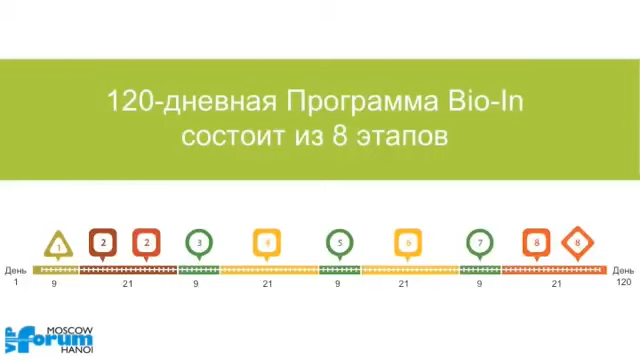 120-дневная Программа Bio-In
состоит из 8 этапов
1 2 2 3 4 5 6 7 8 8
День
1
9 21 9 21 9 21 9 21
День
120
VIP forum MOSCOW
HANOI